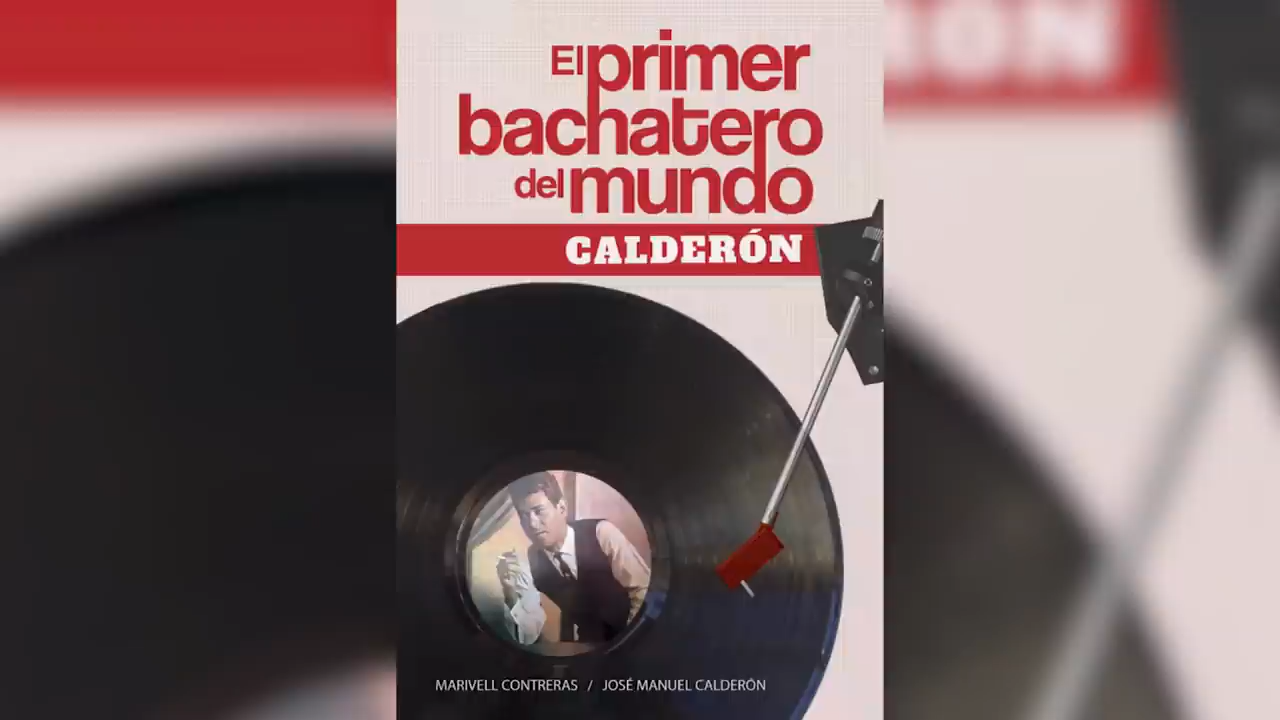 El primer
bachatero
del mundo
CALDERÓN
MARIVELL CONTRERAS / JOSÉ MANUEL CALDERÓN